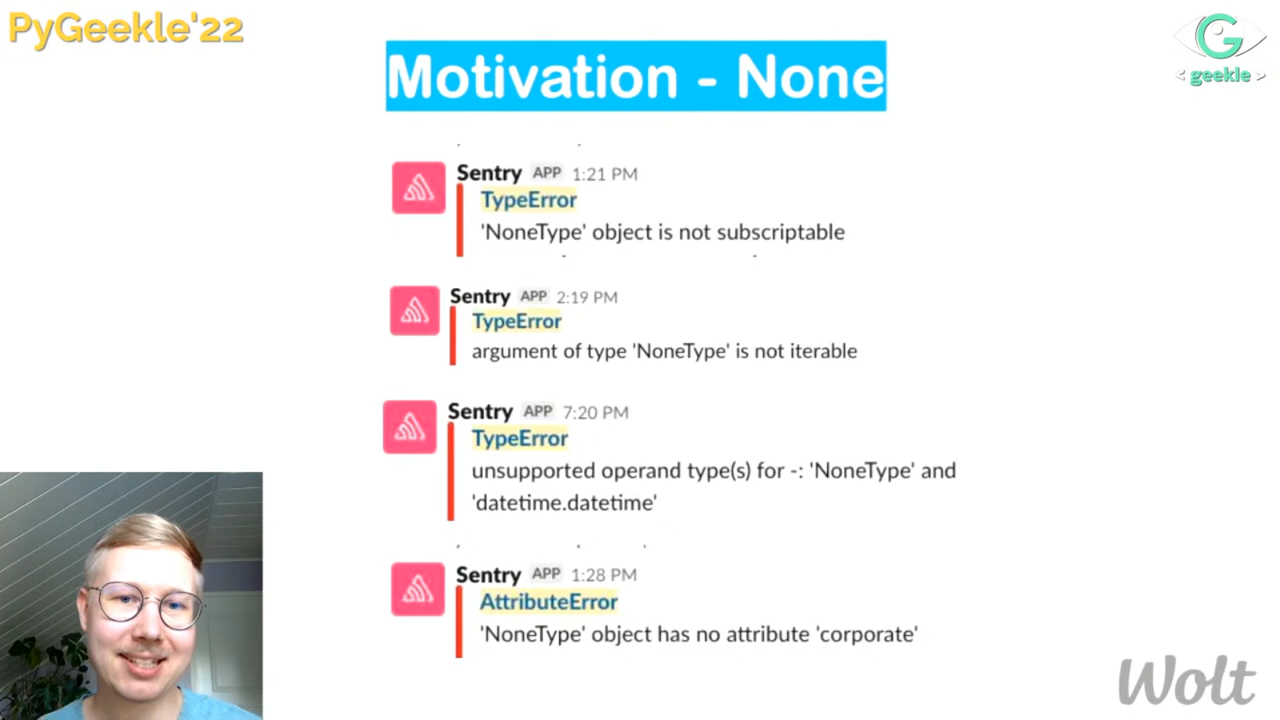 PyGeekle'22
G
< geekle >
Motivation - None
Sentry APP 1:21 PM
TypeError
'NoneType' object is not subscriptable
Sentry APP 2:19 PM
TypeError
argument of type 'NoneType' is not iterable
Sentry APP 7:20 PM
TypeError
unsupported operand type(s) for -: 'NoneType' and
'datetime.datetime'
Sentry APP 1:28 PM
AttributeError
'NoneType' object has no attribute 'corporate'
Wolt